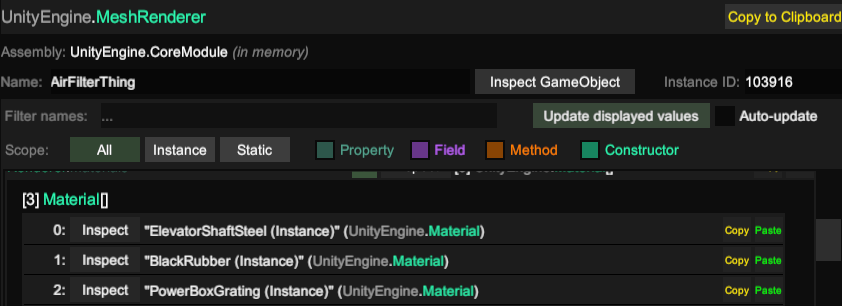 UnityEngine.MeshRenderer Copy to Clipboard
Assembly: UnityEngine.CoreModule (in memory)
Name: AirFilterThing Inspect GameObject Instance ID: 103916
Filter names: ... Update displayed values Auto-update
Scope: All Instance Static Property Field Method Constructor
[3] Material[]
0: Inspect "ElevatorShaftSteel (Instance)" (UnityEngine.Material) Copy Paste
1: Inspect "BlackRubber (Instance)" (UnityEngine.Material) Copy Paste
2: Inspect "PowerBoxGrating (Instance)" (UnityEngine.Material) Copy Paste